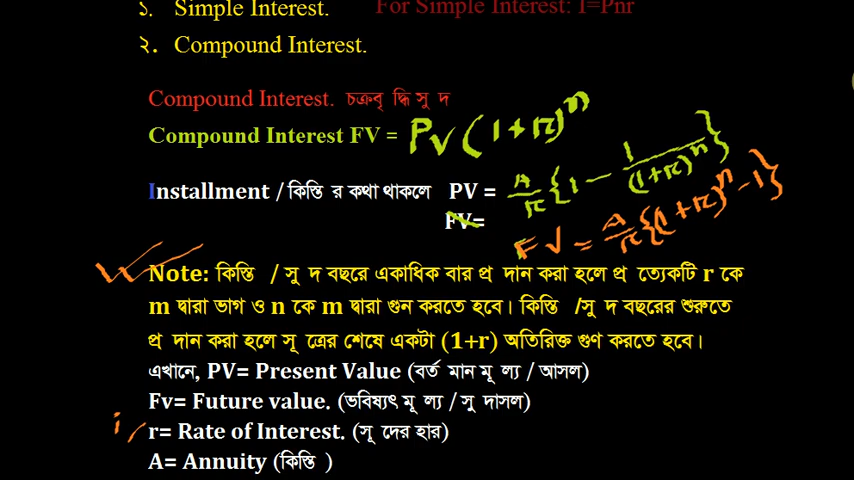 ১. Simple Interest. For Simple Interest: I=Pnr
২. Compound Interest.
Compound Interest. চক্রবৃদ্ধি সুদ
Compound Interest FV = PV (1+r)^n
Installment / কিস্তি র কথা থাকলে PV = A/r {1 - 1/(1+r)^n}
FV=
FV = A/r {(1+r)^n - 1}
Note: কিস্তি / সুদ বছরে একাধিক বার প্রদান করা হলে প্রত্যেকটি r কে
m দ্বারা ভাগ ও n কে m দ্বারা গুন করতে হবে। কিস্তি /সুদ বছরের শুরুতে
প্রদান করা হলে সূত্রের শেষে একটা (1+r) অতিরিক্ত গুণ করতে হবে।
এখানে, PV= Present Value (বর্তমান মূল্য / আসল)
Fv= Future value. (ভবিষ্যৎ মূল্য / সুদাসল)
i/ r= Rate of Interest. (সূদের হার)
A= Annuity (কিস্তি )